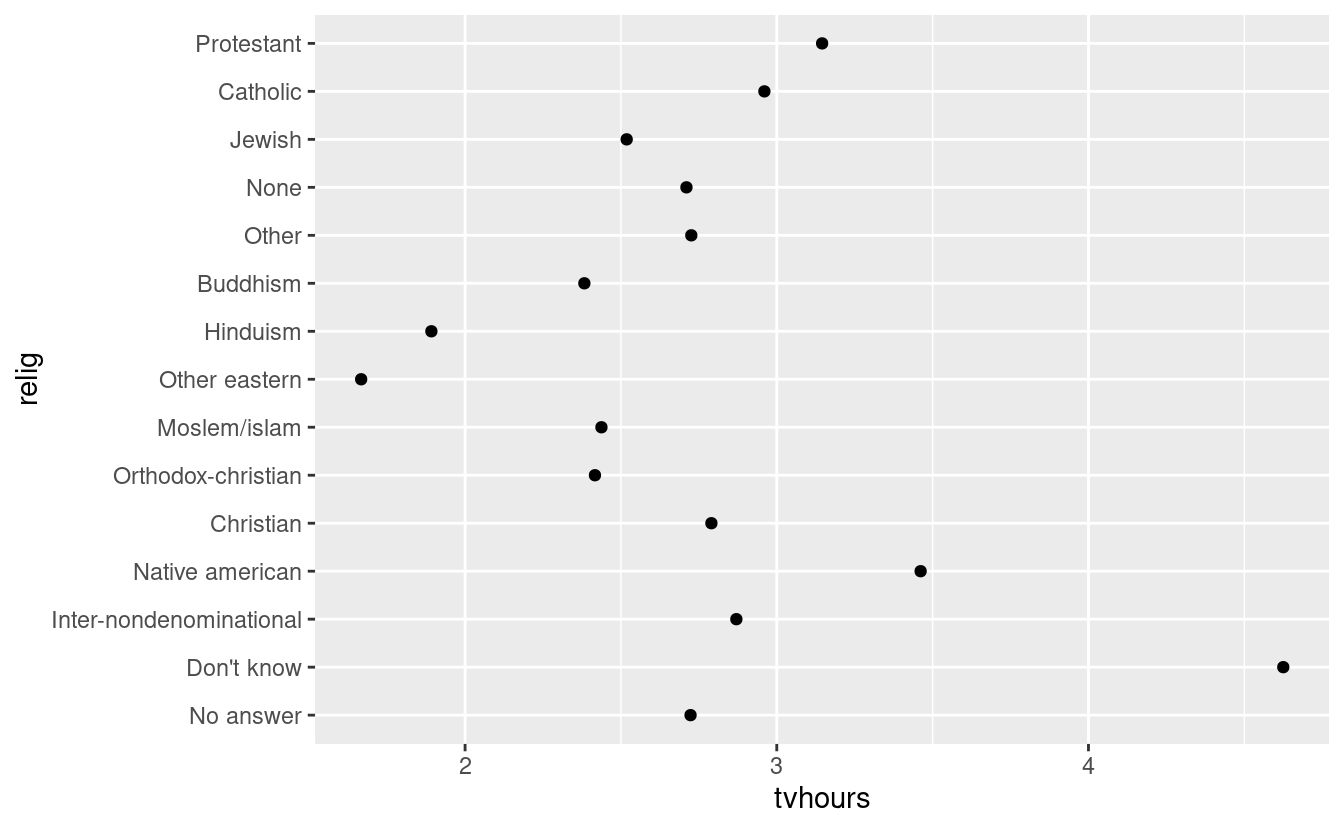 Protestant
Catholic
Jewish
None
Other
Buddhism
Hinduism
Other eastern
Moslem/islam
Orthodox-christian
Christian
Native american
Inter-nondenominational
Don't know
No answer
relig
2 3 4
tvhours